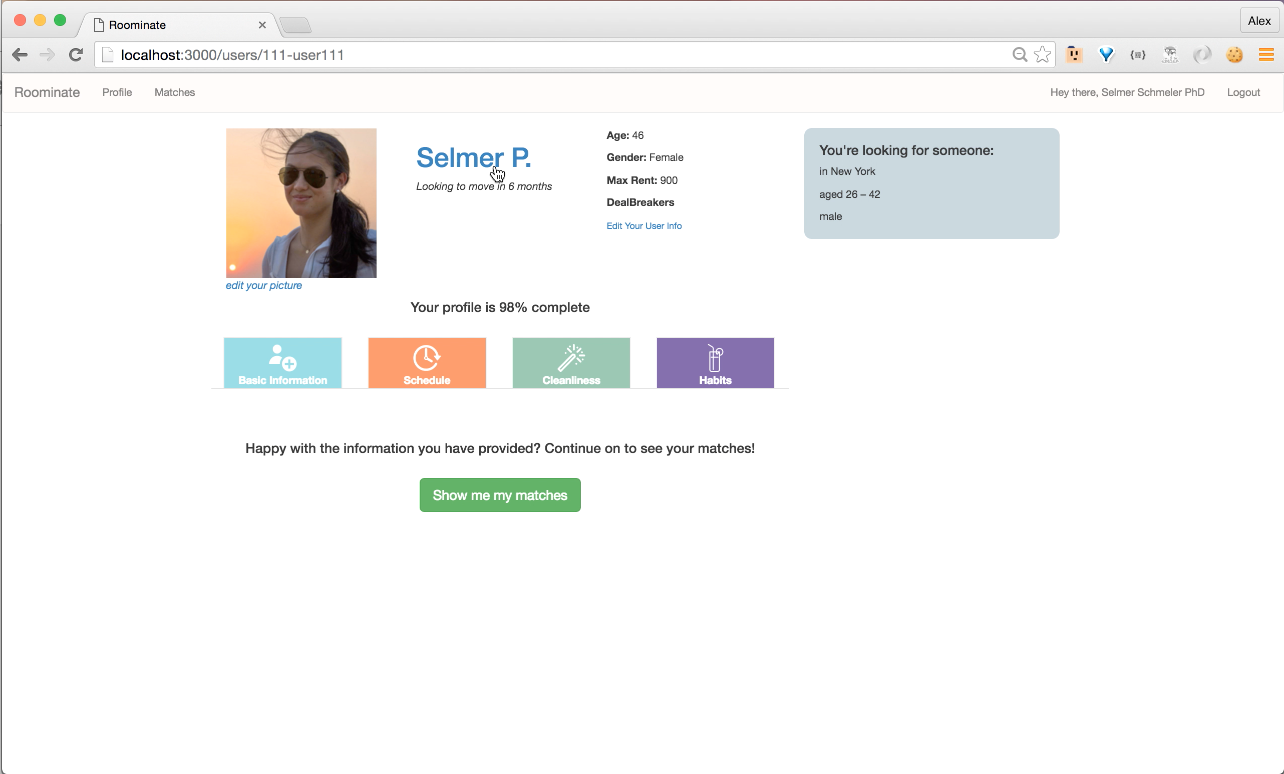 Roominate
Alex
localhost:3000/users/111-user111
Roominate Profile Matches Hey there, Selmer Schmeler PhD Logout
Selmer P.
Looking to move in 6 months
edit your picture
Age: 46
Gender: Female
Max Rent: 900
DealBreakers
Edit Your User Info
You're looking for someone:
in New York
aged 26 – 42
male
Your profile is 98% complete
Basic Information
Schedule
Cleanliness
Habits
Happy with the information you have provided? Continue on to see your matches!
Show me my matches